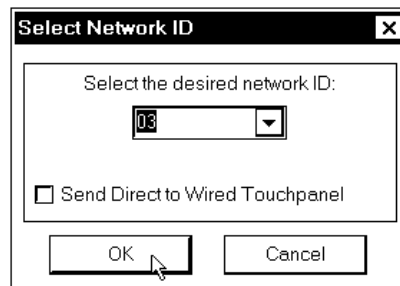 Select Network ID
Select the desired network ID:
03
Send Direct to Wired Touchpanel
OK
Cancel